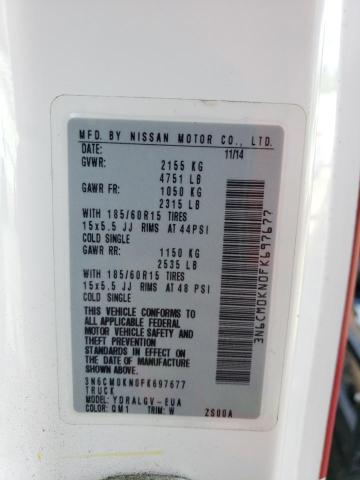 MFD. BY NISSAN MOTOR CO., LTD.
DATE: 11/14
GVWR: 2155 KG
4751 LB
GAWR FR: 1050 KG
2315 LB
WITH 185/60R15 TIRES
15x5.5 JJ RIMS AT 44PSI
COLD SINGLE
GAWR RR: 1150 KG
2535 LB
WITH 185/60R15 TIRES
15x5.5 JJ RIMS AT 48 PSI
COLD SINGLE
THIS VEHICLE CONFORMS TO
ALL APPLICABLE FEDERAL
MOTOR VEHICLE SAFETY AND
THEFT PREVENTION
STANDARDS IN EFFECT ON
THE DATE OF MANUFACTURE
SHOWN ABOVE.
3N6CM0KN0FK697677
TRUCK
MODEL: YDRALGV-EUA
COLOR: QM1 TRIM: W ZS00A
3N6CM0KN0FK697677